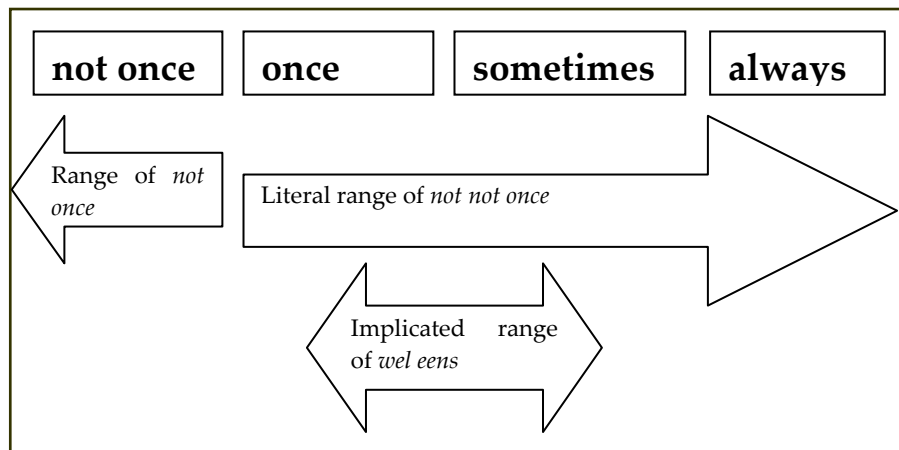 not once
once
sometimes
always
Range of not
once
Literal range of not not once
Implicated range
of wel eens